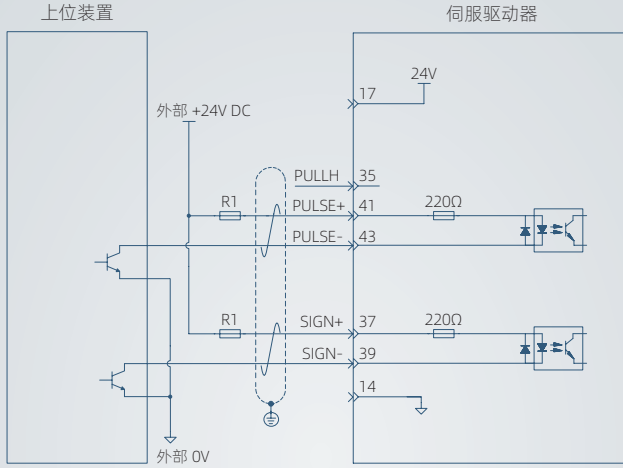 上位装置
伺服驱动器
24V
17
外部 +24V DC
PULLH 35
R1 PULSE+ 41 220Ω
PULSE- 43
R1 SIGN+ 37 220Ω
SIGN- 39
14
外部 0V